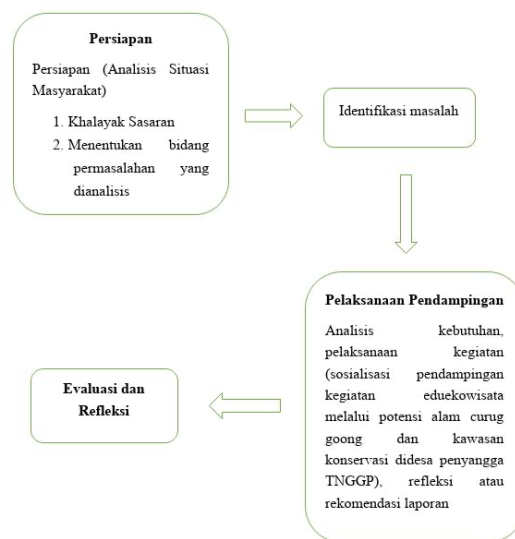 Persiapan
Persiapan (Analisis Situasi
Masyarakat)
1. Khalayak Sasaran
2. Menentukan bidang
permasalahan yang
dianalisis
Identifikasi masalah
Pelaksanaan Pendampingan
Analisis kebutuhan,
pelaksanaan kegiatan
(sosialisasi pendampingan
kegiatan eduekowisata
melalui potensi alam curug
goong dan kawasan
konservasi didesa penyangga
TNGGP), refleksi atau
rekomendasi laporan
Evaluasi dan
Refleksi